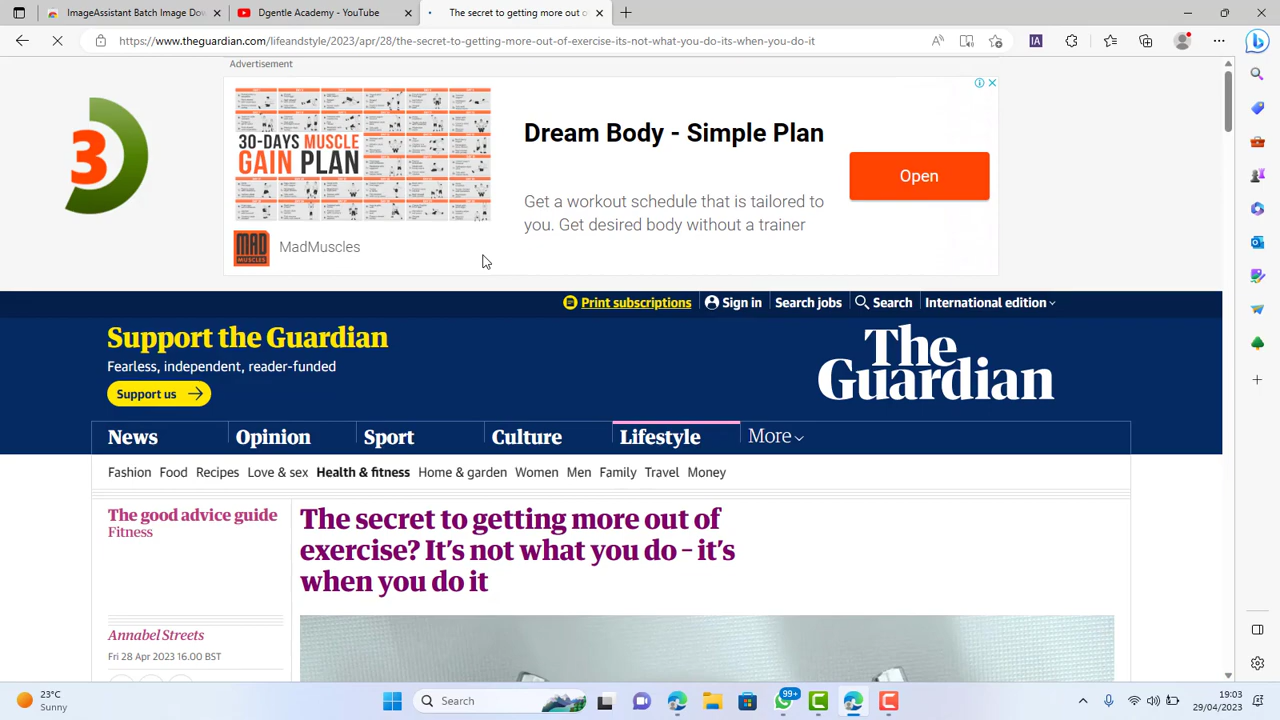 ImageAssistant Batch Image Dow
Dgentle Academy - YouTube
The secret to getting more out of
https://www.theguardian.com/lifeandstyle/2023/apr/28/the-secret-to-getting-more-out-of-exercise-its-not-what-you-do-its-when-you-do-it
IA
Advertisement
3
30-DAYS MUSCLE
GAIN PLAN
MAD
MUSCLES
MadMuscles
Dream Body - Simple Plan
Get a workout schedule that is tailored to
you. Get desired body without a trainer
Open
Print subscriptions
Sign in
Search jobs
Search
International edition
Support the Guardian
Fearless, independent, reader-funded
Support us
The
Guardian
News
Opinion
Sport
Culture
Lifestyle
More
Fashion Food Recipes Love & sex Health & fitness Home & garden Women Men Family Travel Money
The good advice guide
Fitness
The secret to getting more out of
exercise? It's not what you do – it's
when you do it
Annabel Streets
Fri 28 Apr 2023 16.00 BST
23°C
Sunny
Search
99+
19:03
29/04/2023